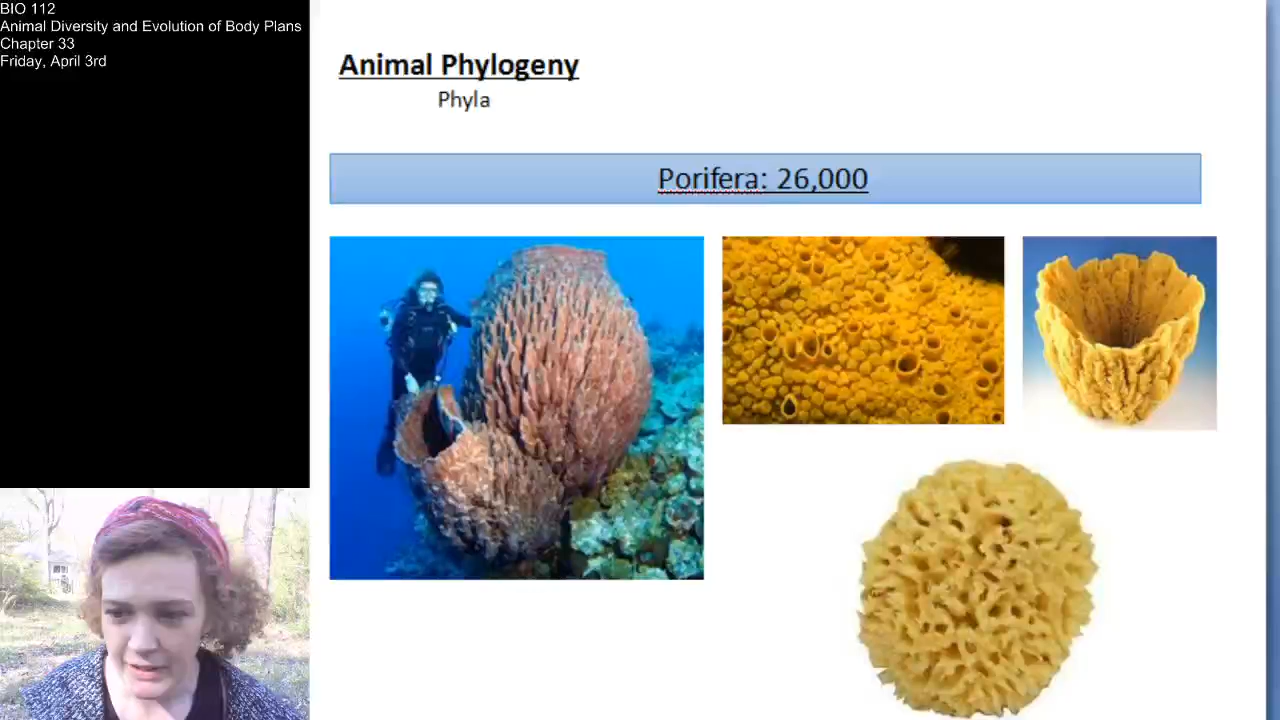 BIO 112
Animal Diversity and Evolution of Body Plans
Chapter 33
Friday, April 3rd
Animal Phylogeny
Phyla
Porifera: 26,000